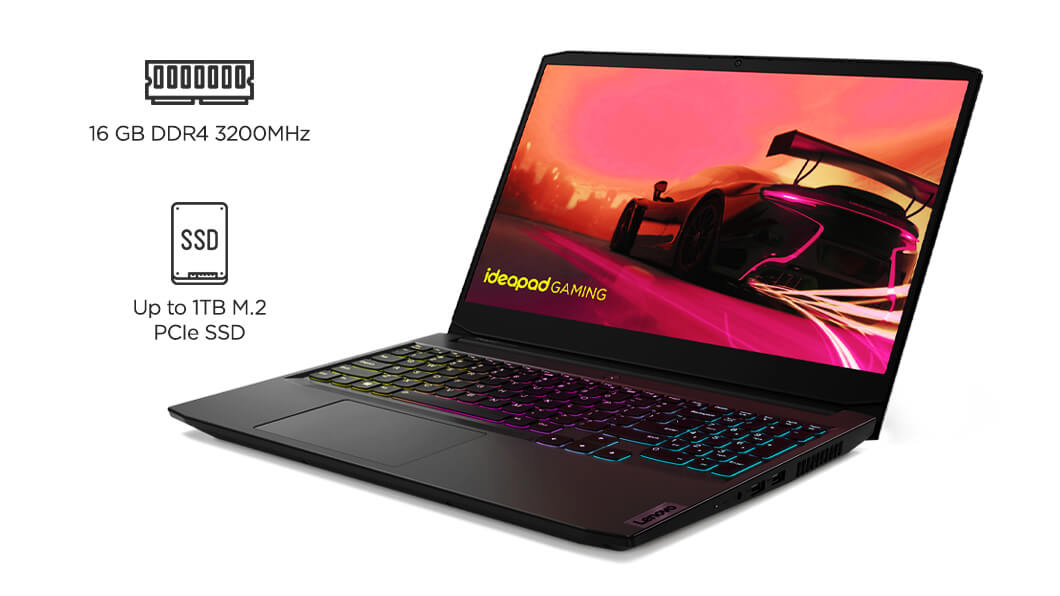 16 GB DDR4 3200MHz
SSD
Up to 1TB M.2
PCIe SSD
ideapad GAMING
Lenovo